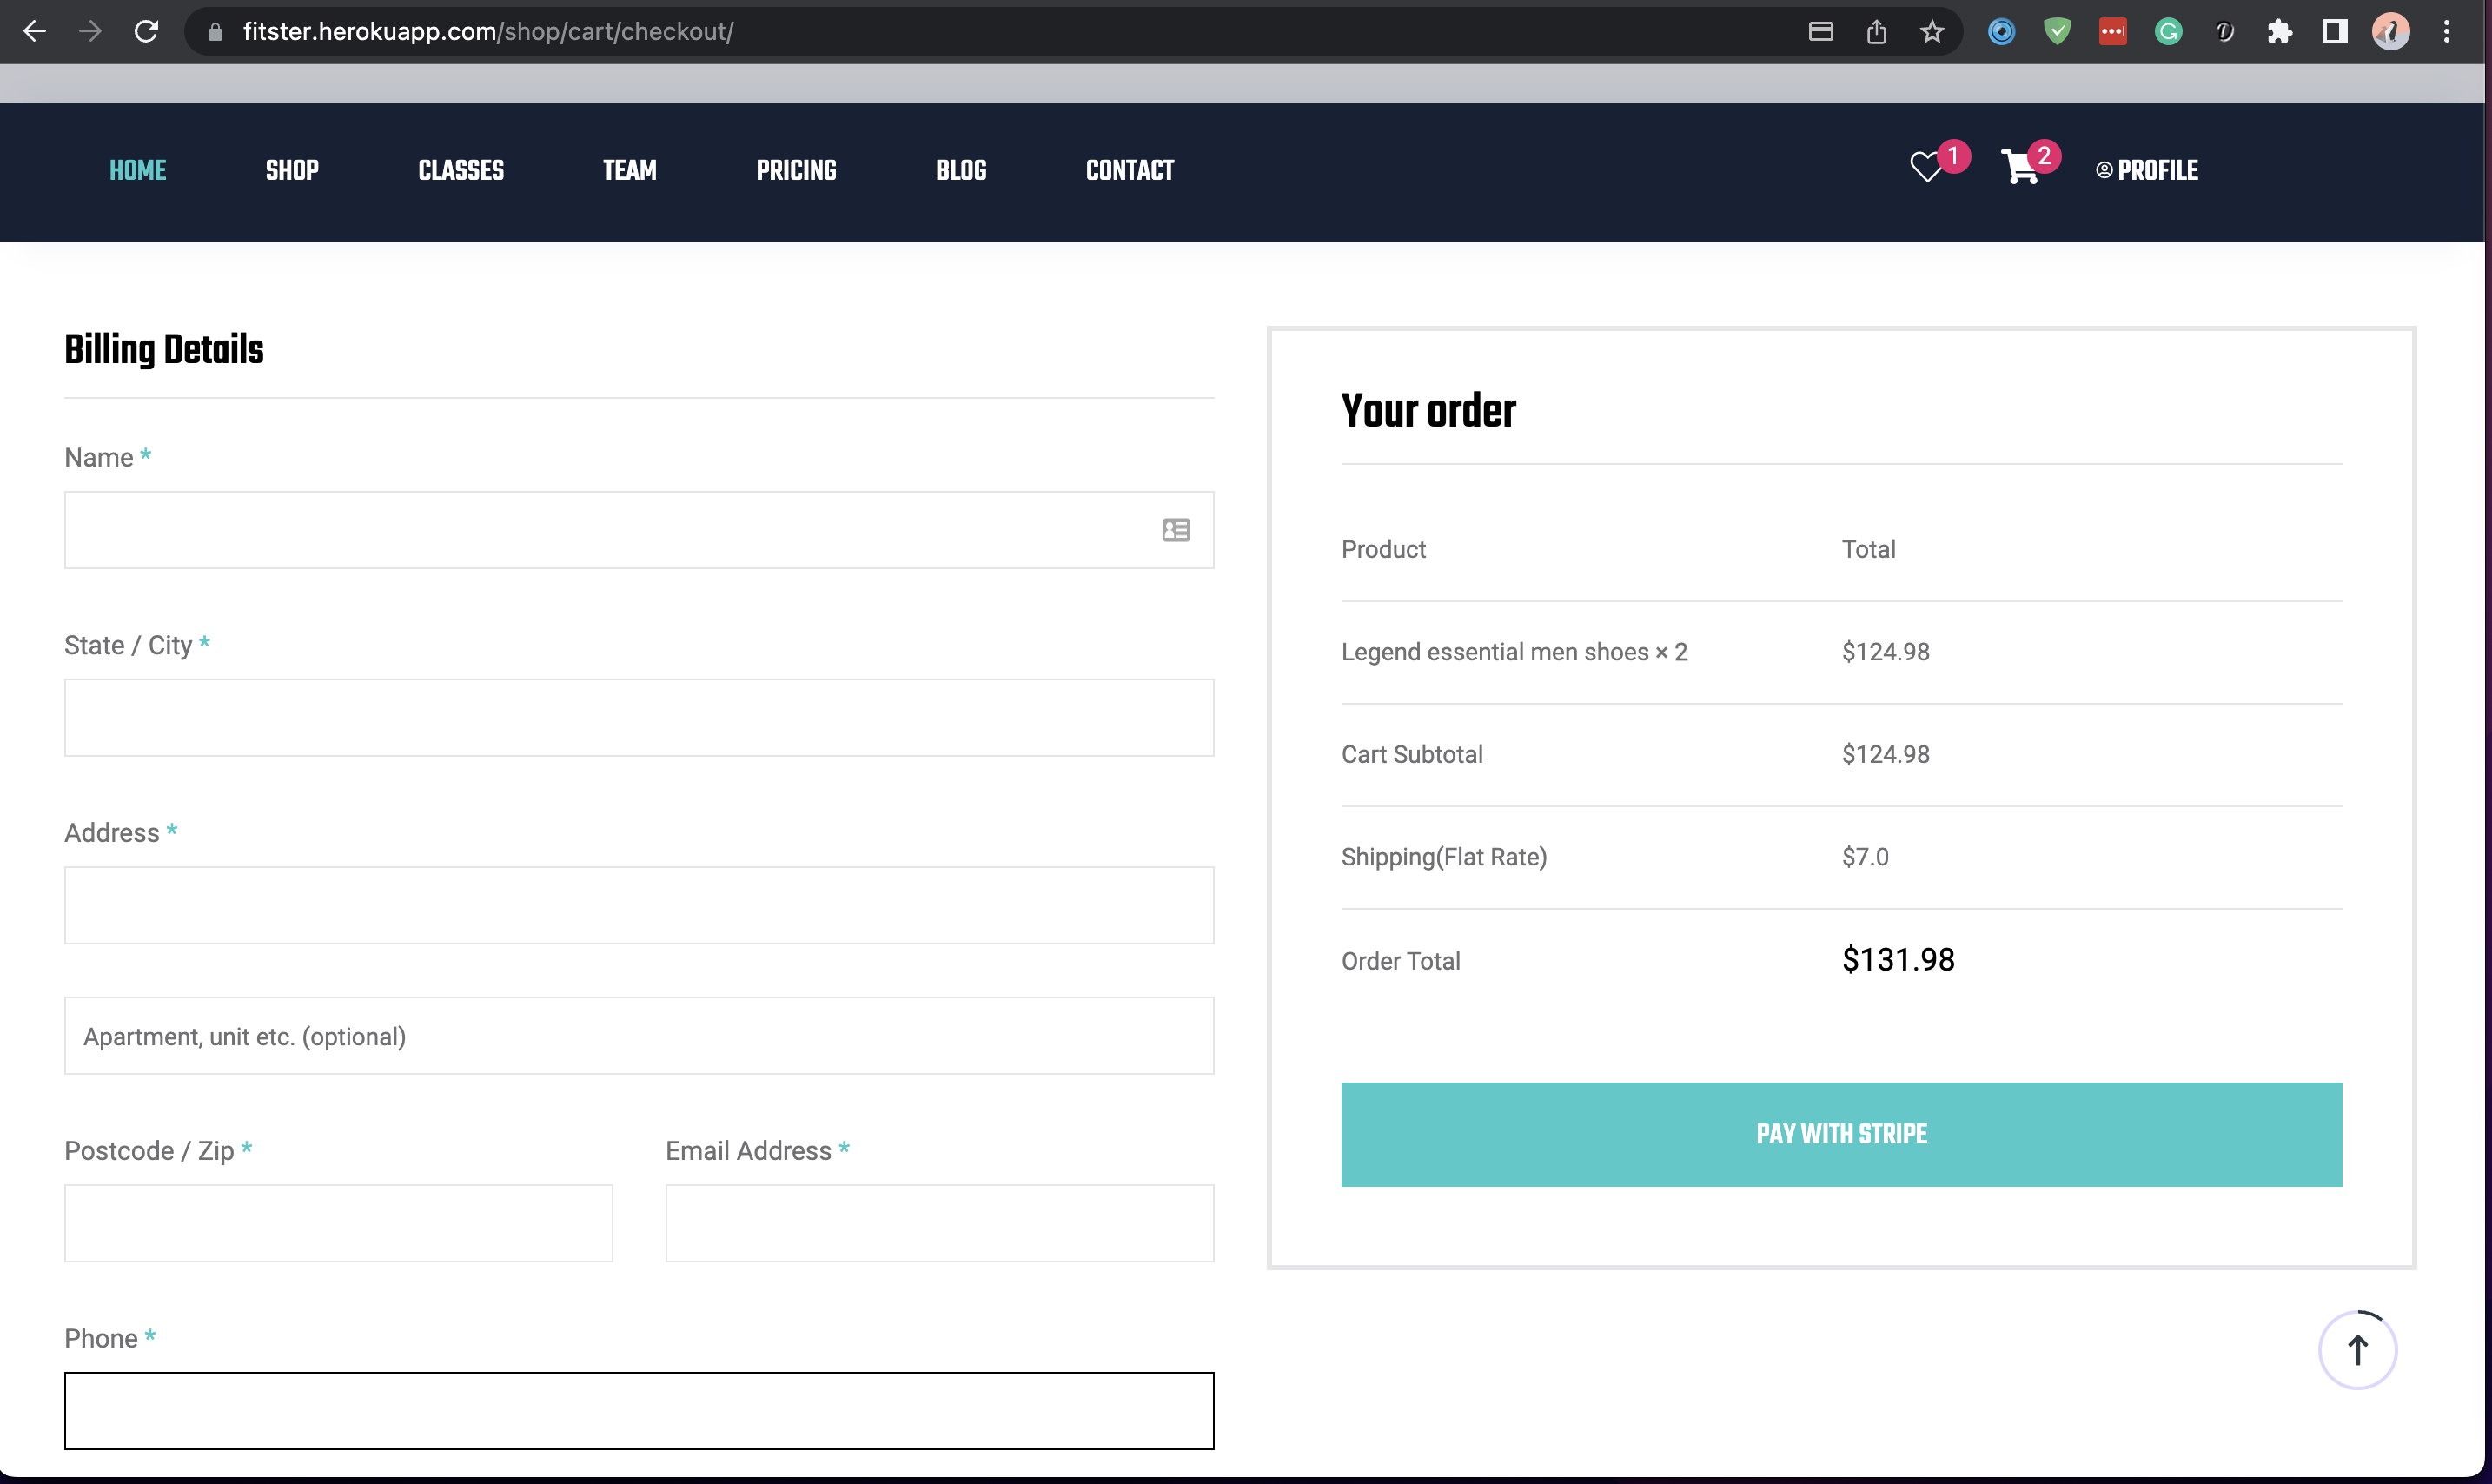 fitster.herokuapp.com/shop/cart/checkout/
HOME SHOP CLASSES TEAM PRICING BLOG CONTACT 1 2 PROFILE
Billing Details
Name *
State / City *
Address *
Apartment, unit etc. (optional)
Postcode / Zip * Email Address *
Phone *
Your order
Product Total
Legend essential men shoes × 2 $124.98
Cart Subtotal $124.98
Shipping(Flat Rate) $7.0
Order Total $131.98
PAY WITH STRIPE